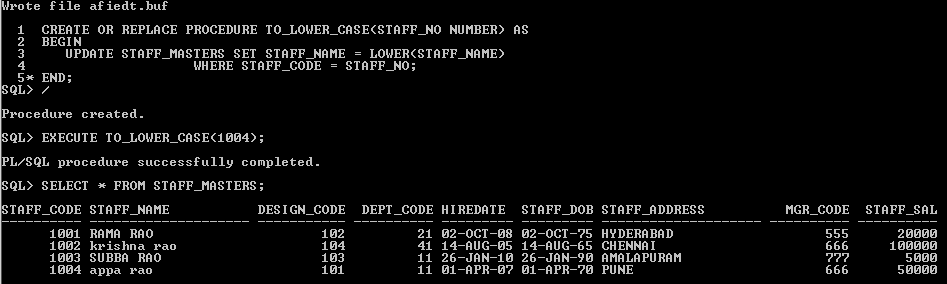 Wrote file afiedt.buf
1 CREATE OR REPLACE PROCEDURE TO_LOWER_CASE(STAFF_NO NUMBER) AS
2 BEGIN
3 UPDATE STAFF_MASTERS SET STAFF_NAME = LOWER(STAFF_NAME)
4 WHERE STAFF_CODE = STAFF_NO;
5* END;
SQL> /
Procedure created.
SQL> EXECUTE TO_LOWER_CASE(1004);
PL/SQL procedure successfully completed.
SQL> SELECT * FROM STAFF_MASTERS;
STAFF_CODE STAFF_NAME DESIGN_CODE DEPT_CODE HIREDATE STAFF_DOB STAFF_ADDRESS MGR_CODE STAFF_SAL
1001 RAMA RAO 102 21 02-OCT-08 02-OCT-75 HYDERABAD 555 20000
1002 krishna rao 104 41 14-AUG-05 14-AUG-65 CHENNAI 666 100000
1003 SUBBA RAO 103 11 26-JAN-10 26-JAN-90 AMALAPURAM 777 5000
1004 appa rao 101 11 01-APR-07 01-APR-70 PUNE 666 50000